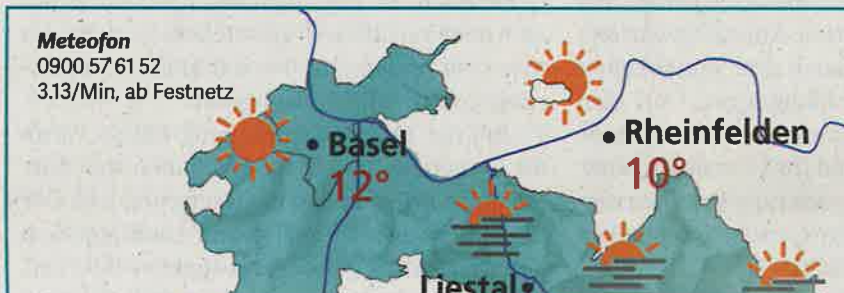 Meteofon
0900 57 61 52
3.13/Min, ab Festnetz
Basel
12°
Rheinfelden
10°
Liestal